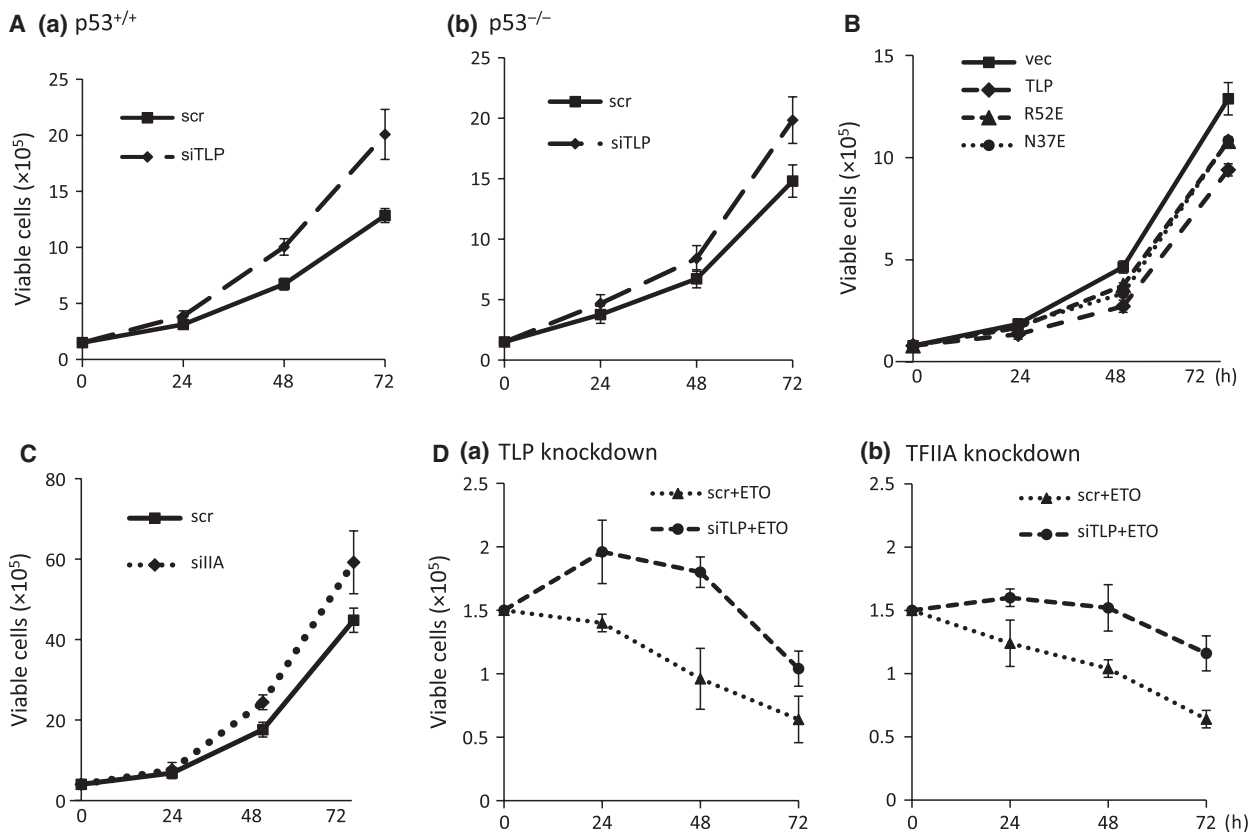 A (a) p53+/+
25
20
15
10
5
0
Viable cells (×10⁵)
scr
siTLP
0 24 48 72
(b) p53−/−
25
20
15
10
5
0
scr
siTLP
0 24 48 72
B
15
10
5
0
Viable cells (×10⁵)
vec
TLP
R52E
N37E
0 24 48 72 (h)
C
80
60
40
20
0
Viable cells (×10⁵)
scr
siIIA
0 24 48 72
D (a) TLP knockdown
2.5
2
1.5
1
0.5
0
Viable cells (×10⁵)
scr+ETO
siTLP+ETO
0 24 48 72
(b) TFIIA knockdown
2.5
2
1.5
1
0.5
0
scr+ETO
siTLP+ETO
0 24 48 72 (h)